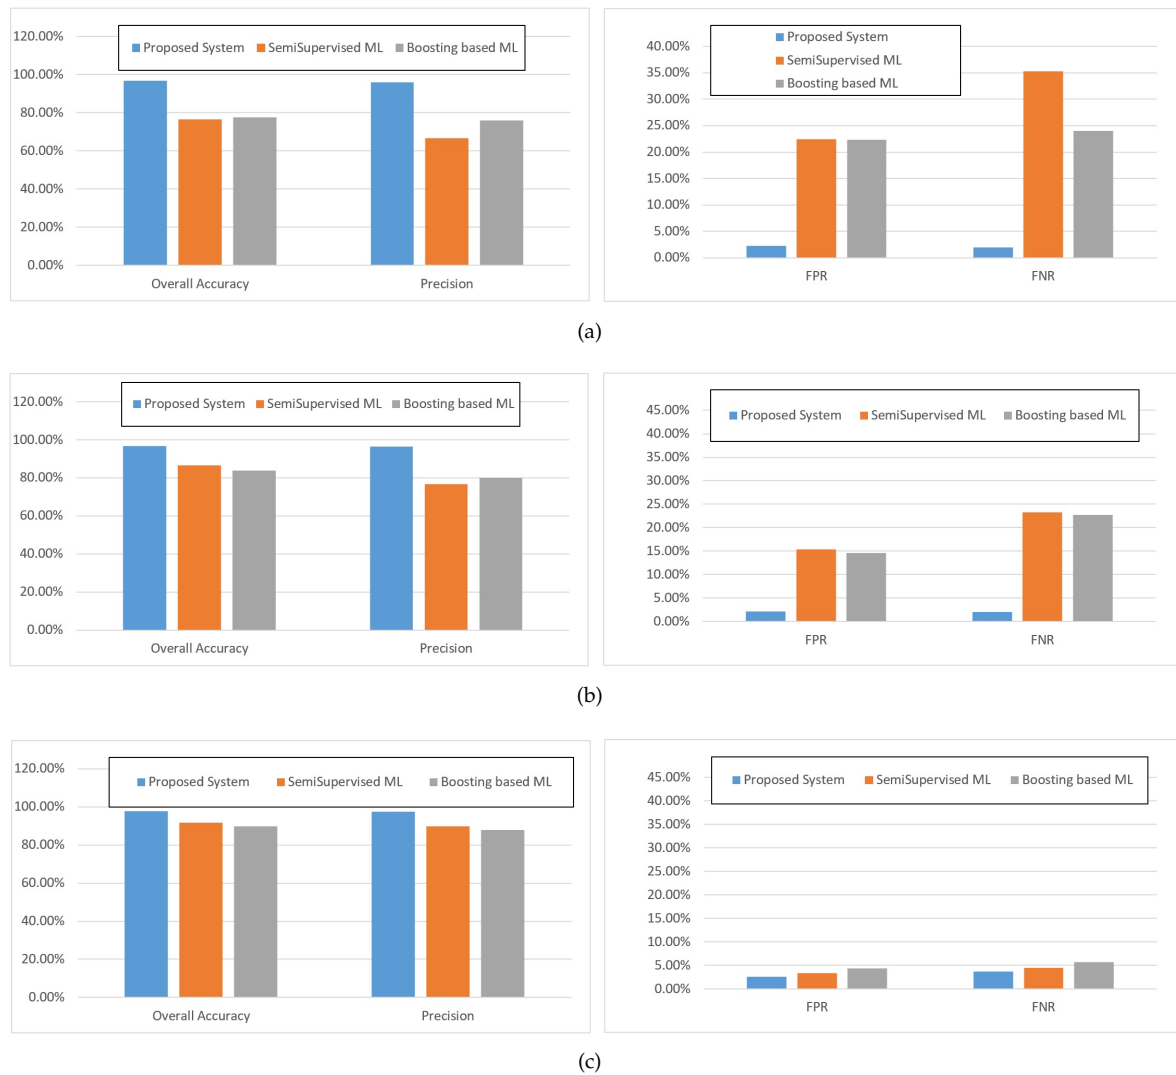 120.00%
100.00%
80.00%
60.00%
40.00%
20.00%
0.00%
Proposed System SemiSupervised ML Boosting based ML
Overall Accuracy Precision
40.00%
35.00%
30.00%
25.00%
20.00%
15.00%
10.00%
5.00%
0.00%
Proposed System
SemiSupervised ML
Boosting based ML
FPR FNR
(a)
120.00%
100.00%
80.00%
60.00%
40.00%
20.00%
0.00%
Proposed System SemiSupervised ML Boosting based ML
Overall Accuracy Precision
45.00%
40.00%
35.00%
30.00%
25.00%
20.00%
15.00%
10.00%
5.00%
0.00%
Proposed System SemiSupervised ML Boosting based ML
FPR FNR
(b)
120.00%
100.00%
80.00%
60.00%
40.00%
20.00%
0.00%
Proposed System SemiSupervised ML Boosting based ML
Overall Accuracy Precision
45.00%
40.00%
35.00%
30.00%
25.00%
20.00%
15.00%
10.00%
5.00%
0.00%
Proposed System SemiSupervised ML Boosting based ML
FPR FNR
(c)